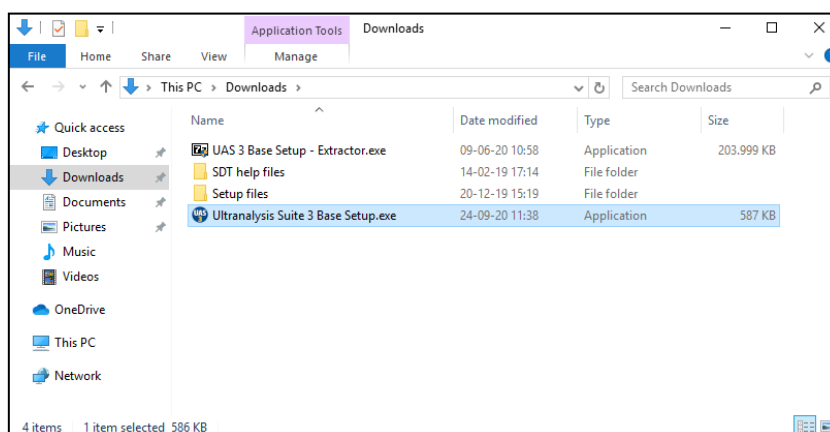 Application Tools Downloads
File Home Share View Manage
This PC > Downloads > Search Downloads
Name Date modified Type Size
Quick access
Desktop
Downloads
Documents
Pictures
Music
Videos
OneDrive
This PC
Network
UAS 3 Base Setup - Extractor.exe 09-06-20 10:58 Application 203.999 KB
SDT help files 14-02-19 17:14 File folder
Setup files 20-12-19 15:19 File folder
UAS 3 Ultranalysis Suite 3 Base Setup.exe 24-09-20 11:38 Application 587 KB
4 items 1 item selected 586 KB